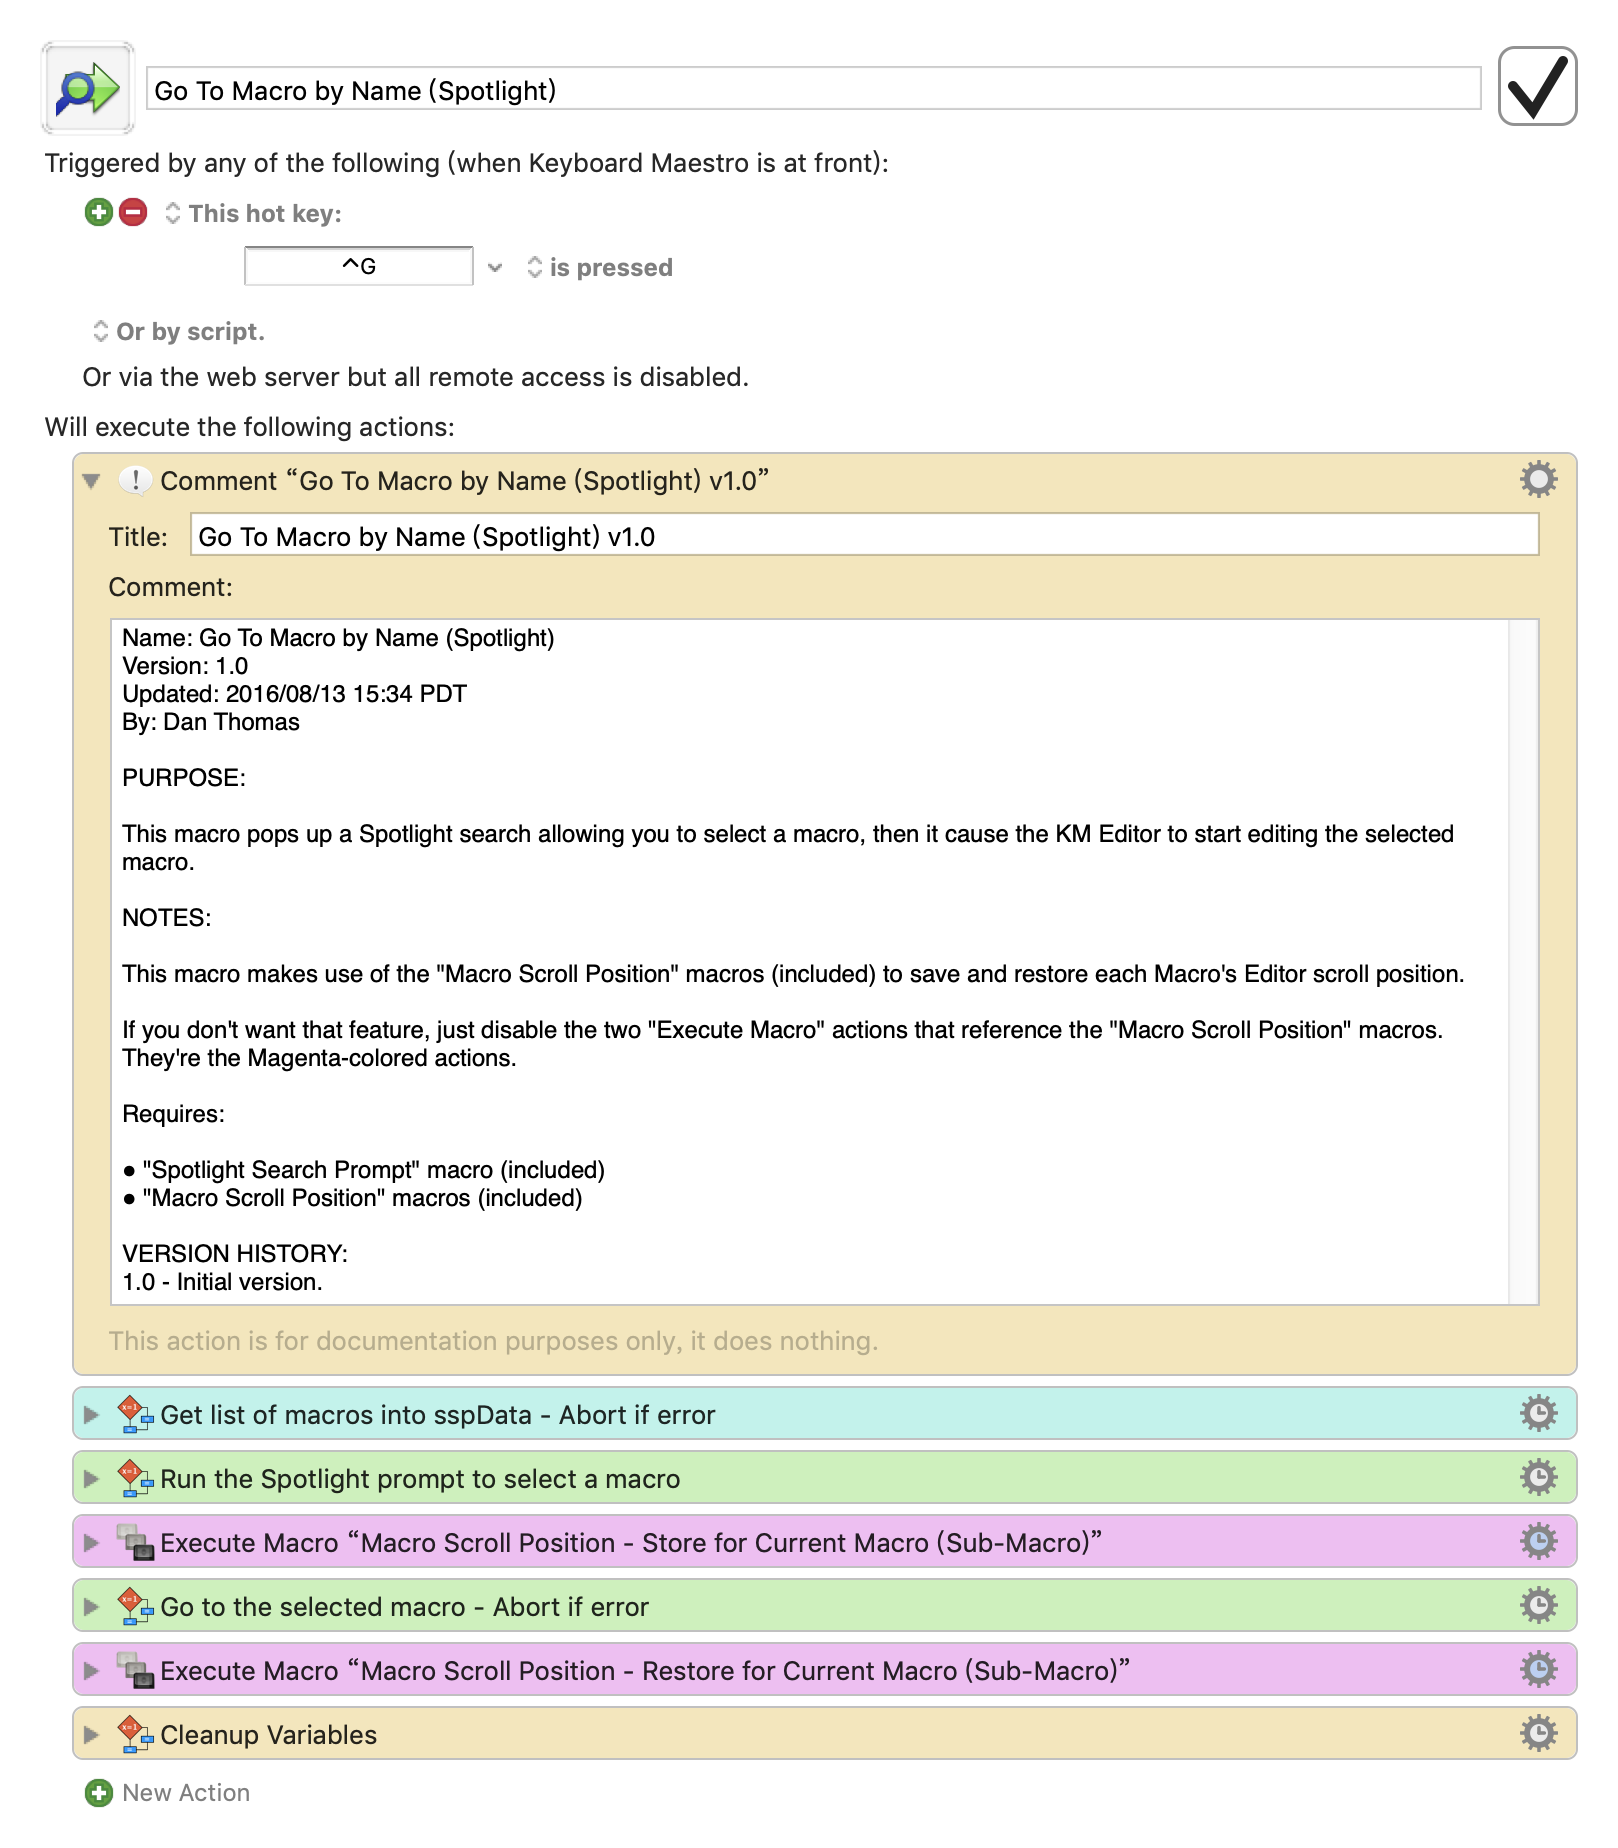 Go To Macro by Name (Spotlight)
Triggered by any of the following (when Keyboard Maestro is at front):
This hot key:
^G
is pressed
Or by script.
Or via the web server but all remote access is disabled.
Will execute the following actions:
Comment “Go To Macro by Name (Spotlight) v1.0”
Title: Go To Macro by Name (Spotlight) v1.0
Comment:
Name: Go To Macro by Name (Spotlight)
Version: 1.0
Updated: 2016/08/13 15:34 PDT
By: Dan Thomas
PURPOSE:
This macro pops up a Spotlight search allowing you to select a macro, then it cause the KM Editor to start editing the selected
macro.
NOTES:
This macro makes use of the "Macro Scroll Position" macros (included) to save and restore each Macro's Editor scroll position.
If you don't want that feature, just disable the two "Execute Macro" actions that reference the "Macro Scroll Position" macros.
They're the Magenta-colored actions.
Requires:
● "Spotlight Search Prompt" macro (included)
● "Macro Scroll Position" macros (included)
VERSION HISTORY:
1.0 - Initial version.
This action is for documentation purposes only, it does nothing.
Get list of macros into sspData - Abort if error
Run the Spotlight prompt to select a macro
Execute Macro “Macro Scroll Position - Store for Current Macro (Sub-Macro)”
Go to the selected macro - Abort if error
Execute Macro “Macro Scroll Position - Restore for Current Macro (Sub-Macro)”
Cleanup Variables
New Action